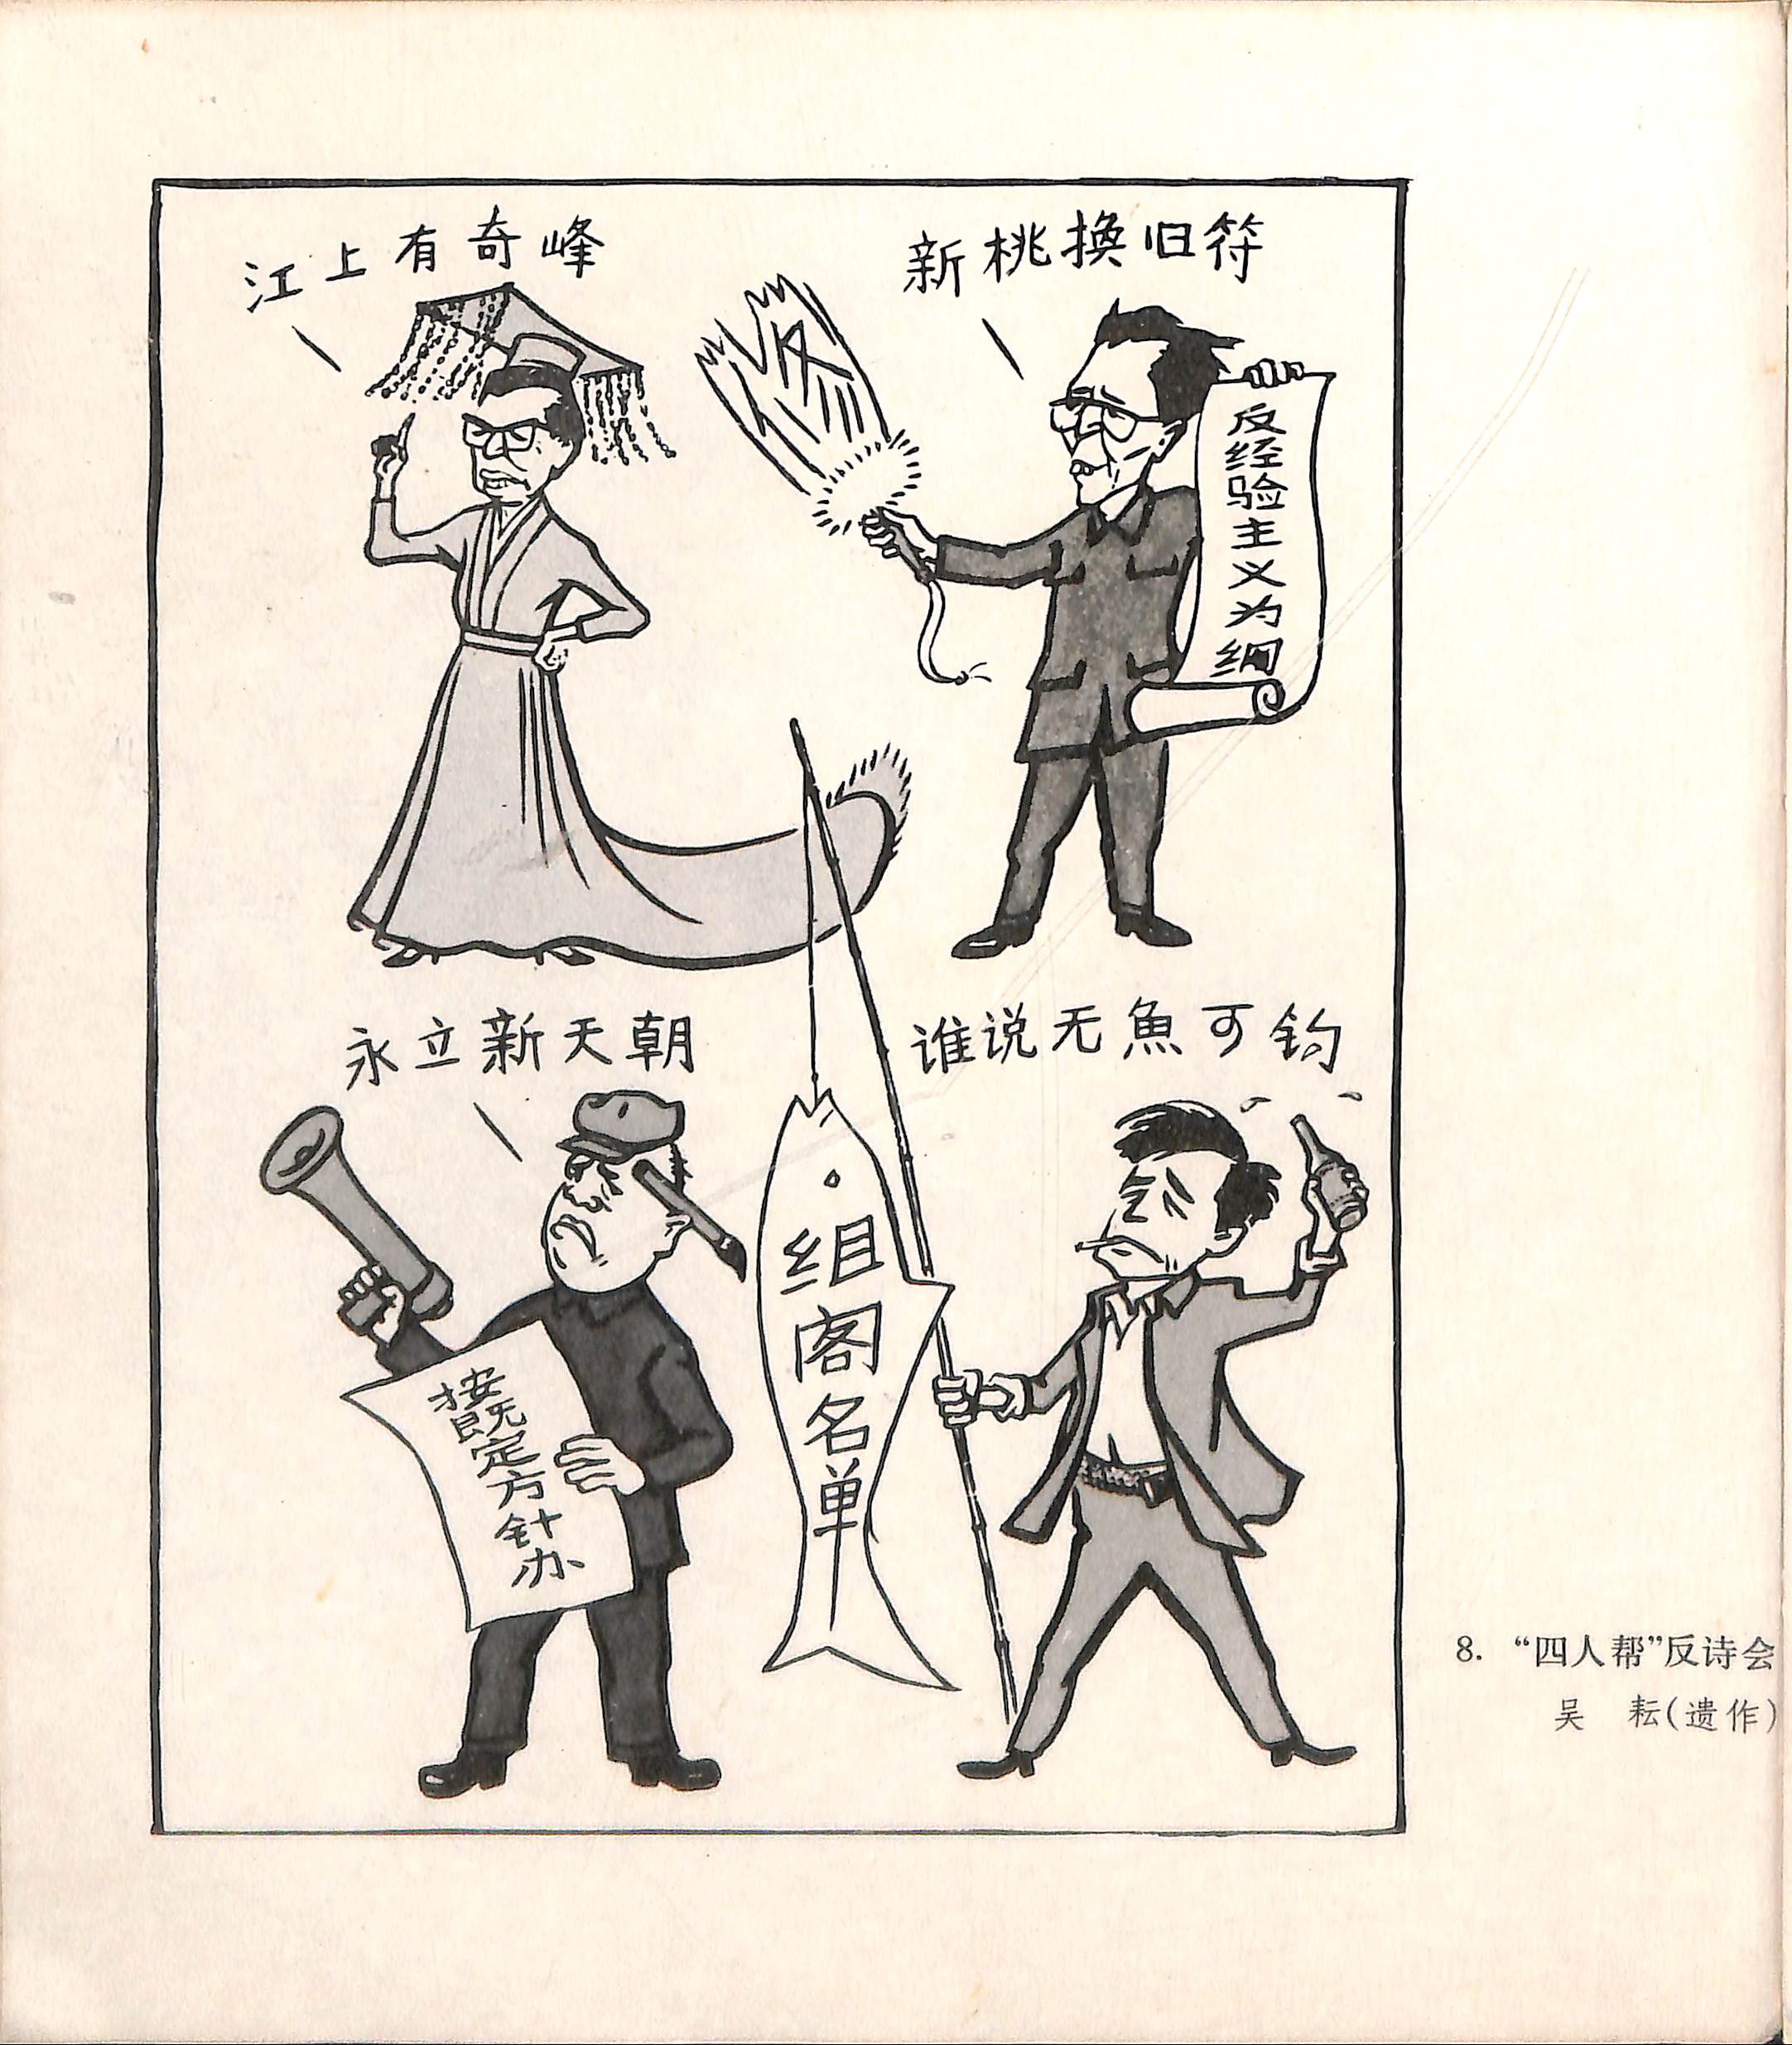 江上有奇峰
新桃换旧符
反经验主义为纲
永立新天朝
谁说无魚可钓
按既定方针办
组阁名单
8. “四人帮”反诗会
吴 耘(遗作)